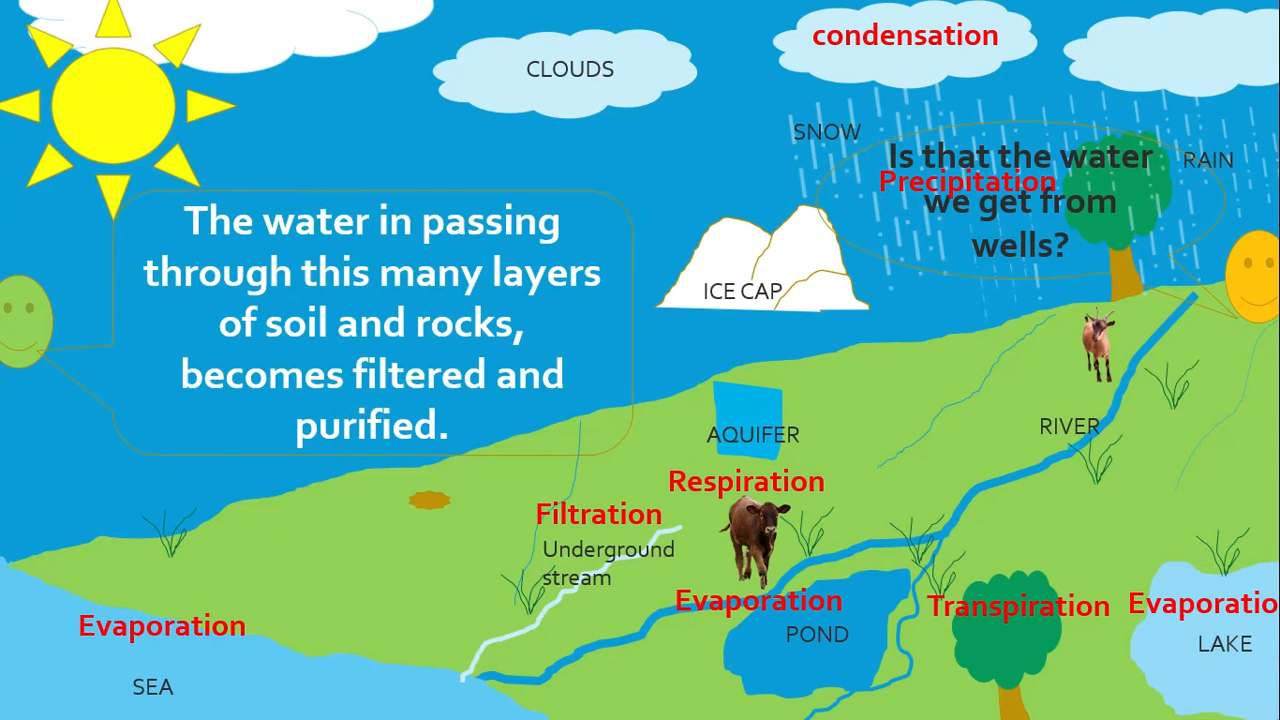 condensation
CLOUDS
SNOW
RAIN
Is that the water
we get from
wells?
Precipitation
The water in passing
through this many layers
of soil and rocks,
becomes filtered and
purified.
ICE CAP
AQUIFER
RIVER
Respiration
Filtration
Underground
stream
Evaporation
POND
Transpiration
Evaporatio
LAKE
Evaporation
SEA